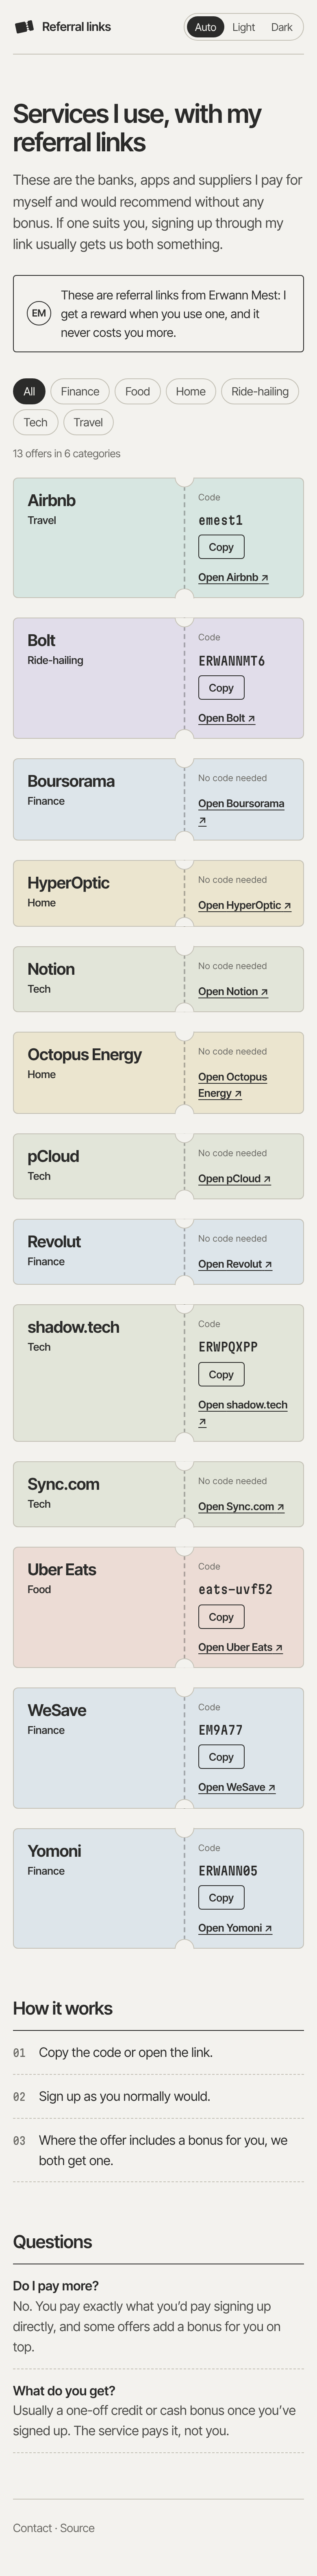 Referral links
Auto Light Dark
Services I use, with my
referral links
These are the banks, apps and suppliers I pay for
myself and would recommend without any
bonus. If one suits you, signing up through my
link usually gets us both something.
EM
These are referral links from Erwann Mest: I
get a reward when you use one, and it
never costs you more.
All Finance Food Home Ride-hailing
Tech Travel
13 offers in 6 categories
Airbnb
Travel
Code
emest1
Copy
Open Airbnb ↗
Bolt
Ride-hailing
Code
ERWANNMT6
Copy
Open Bolt ↗
Boursorama
Finance
No code needed
Open Boursorama
↗
HyperOptic
Home
No code needed
Open HyperOptic ↗
Notion
Tech
No code needed
Open Notion ↗
Octopus Energy
Home
No code needed
Open Octopus
Energy ↗
pCloud
Tech
No code needed
Open pCloud ↗
Revolut
Finance
No code needed
Open Revolut ↗
shadow.tech
Tech
Code
ERWPQXPP
Copy
Open shadow.tech
↗
Sync.com
Tech
No code needed
Open Sync.com ↗
Uber Eats
Food
Code
eats-uvf52
Copy
Open Uber Eats ↗
WeSave
Finance
Code
EM9A77
Copy
Open WeSave ↗
Yomoni
Finance
Code
ERWANN05
Copy
Open Yomoni ↗
How it works
01 Copy the code or open the link.
02 Sign up as you normally would.
03 Where the offer includes a bonus for you, we
both get one.
Questions
Do I pay more?
No. You pay exactly what you’d pay signing up
directly, and some offers add a bonus for you on
top.
What do you get?
Usually a one-off credit or cash bonus once you’ve
signed up. The service pays it, not you.
Contact · Source